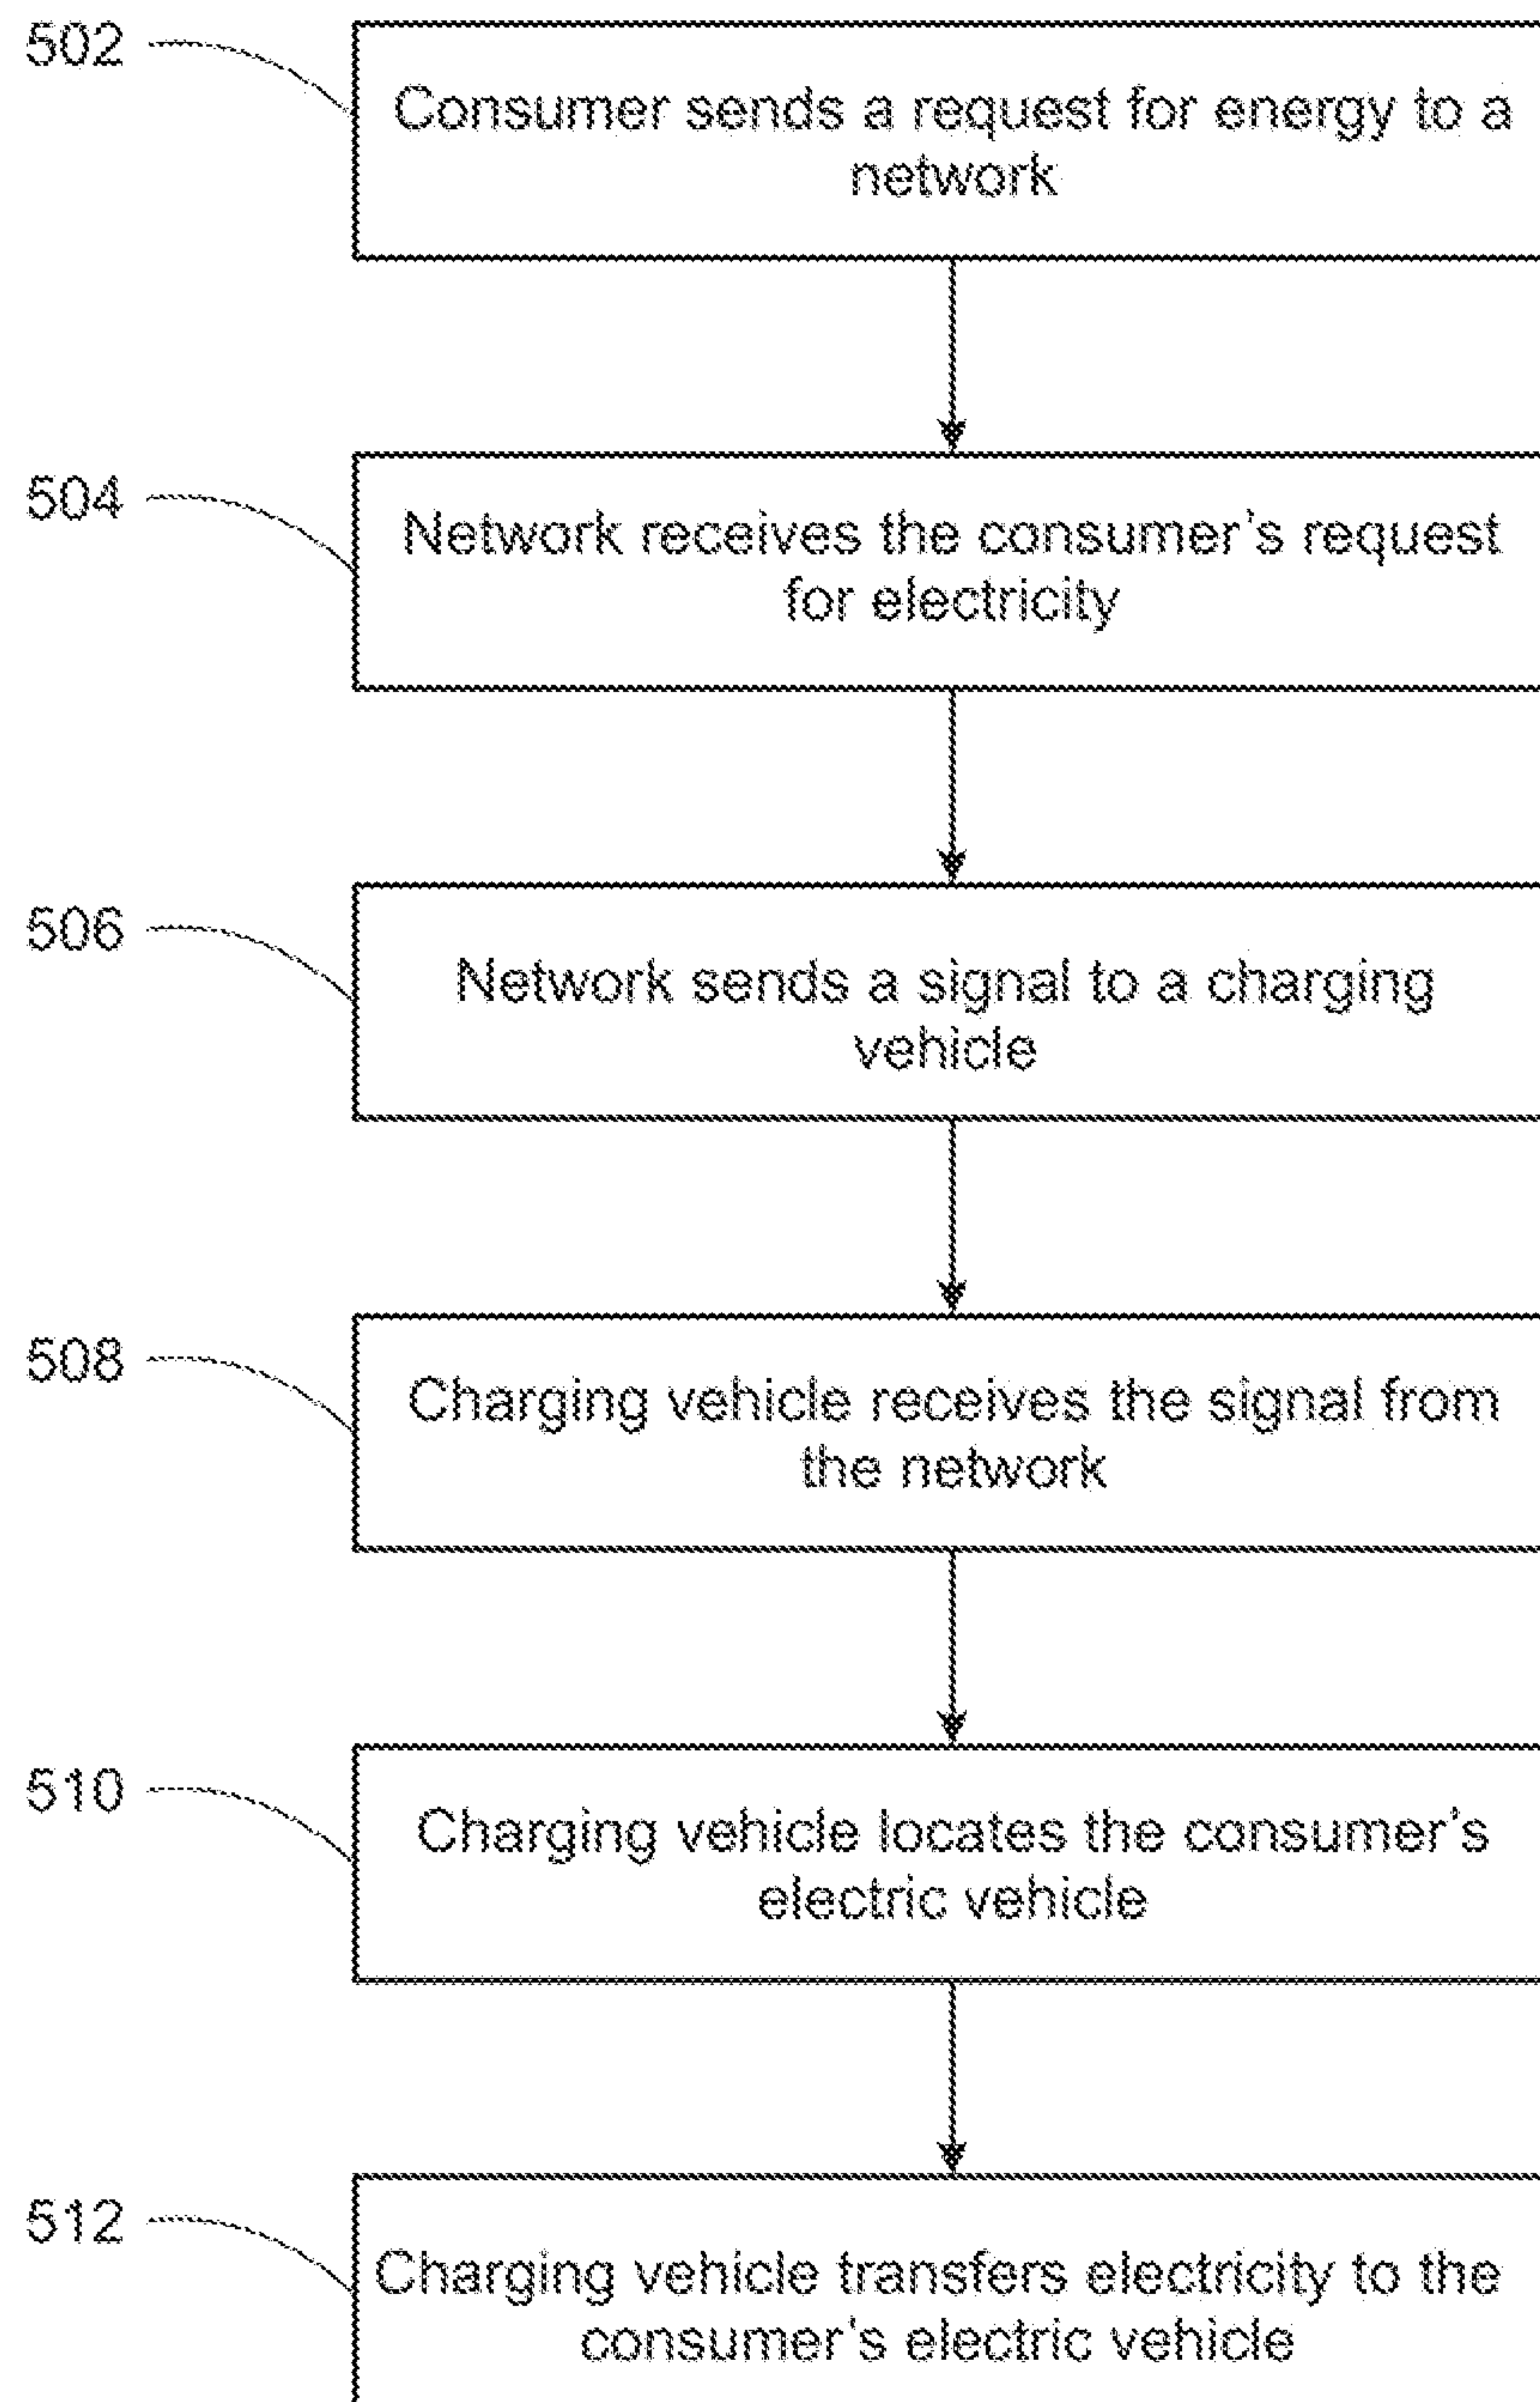 502
Consumer sends a request for energy to a
network
504
Network receives the consumer's request
for electricity
506
Network sends a signal to a charging
vehicle
508
Charging vehicle receives the signal from
the network
510
Charging vehicle locates the consumer's
electric vehicle
512
Charging vehicle transfers electricity to the
consumer's electric vehicle